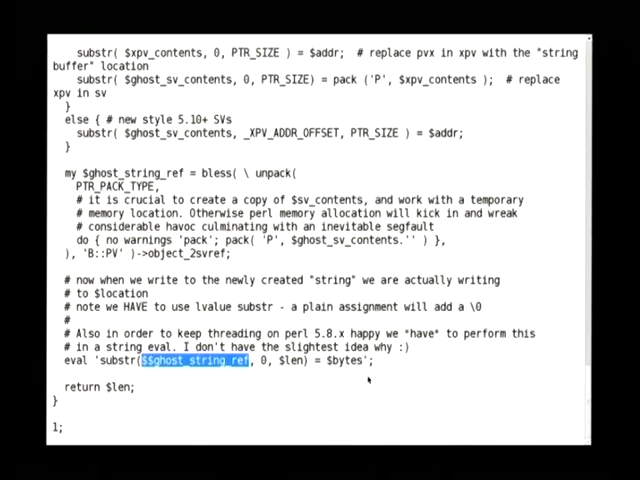 substr( $xpv_contents, 0, PTR_SIZE ) = $addr;  # replace pvx in xpv with the "string
buffer" location
substr( $ghost_sv_contents, 0, PTR_SIZE) = pack ('P', $xpv_contents );  # replace
xpv in sv
}
else { # new style 5.10+ SVs
substr( $ghost_sv_contents, _XPV_ADDR_OFFSET, PTR_SIZE ) = $addr;
}
my $ghost_string_ref = bless( \ unpack(
PTR_PACK_TYPE,
# it is crucial to create a copy of $sv_contents, and work with a temporary
# memory location. Otherwise perl memory allocation will kick in and wreak
# considerable havoc culminating with an inevitable segfault
do { no warnings 'pack'; pack( 'P', $ghost_sv_contents.'' ) },
), 'B::PV' )->object_2svref;
# now when we write to the newly created "string" we are actually writing
# to $location
# note we HAVE to use lvalue substr - a plain assignment will add a \0
#
# Also in order to keep threading on perl 5.8.x happy we *have* to perform this
# in a string eval. I don't have the slightest idea why :)
eval 'substr($$ghost_string_ref, 0, $len) = $bytes';
return $len;
}
1;